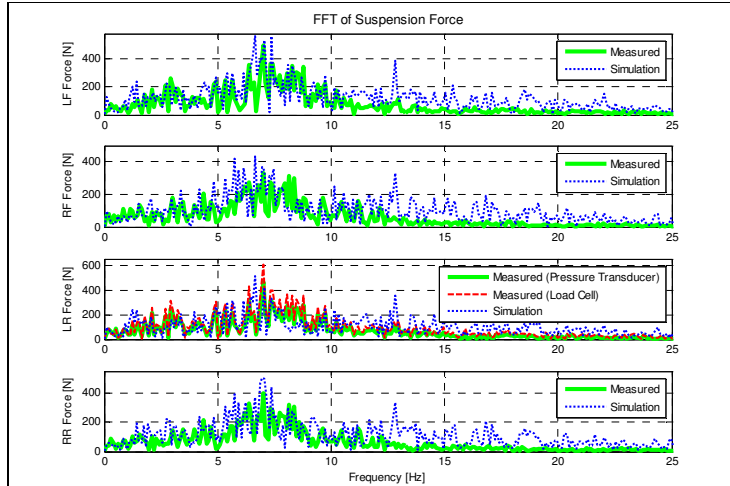 FFT of Suspension Force
LF Force [N]
400
200
0
0 5 10 15 20 25
Measured
Simulation
RF Force [N]
400
200
0
0 5 10 15 20 25
Measured
Simulation
LR Force [N]
600
400
200
0
0 5 10 15 20 25
Measured (Pressure Transducer)
Measured (Load Cell)
Simulation
RR Force [N]
400
200
0
0 5 10 15 20 25
Measured
Simulation
Frequency [Hz]